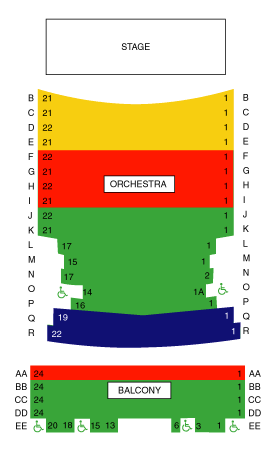 STAGE
B 21 1 B
C 21 1 C
D 22 1 D
E 21 1 E
F 22 1 F
G 21 1 G
ORCHESTRA
H 22 1 H
I 21 1 I
J 22 1 J
K 21 1 K
L 17 1 L
M 15 1 M
N 17 2 N
O 14 1A O
P 16 1 P
Q 19 1 Q
R 22 1 R
AA 24 1 AA
BB 24 1 BB
BALCONY
CC 24 1 CC
DD 24 1 DD
EE 20 18 15 13 6 3 1 EE